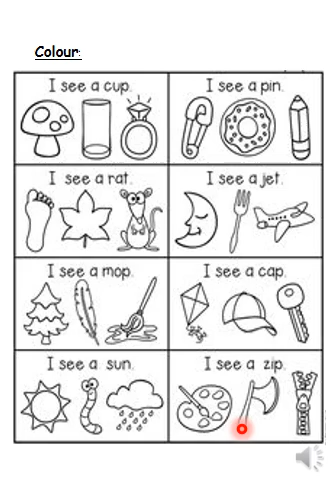 Colour:
I see a cup.
I see a pin.
I see a rat.
I see a jet.
I see a mop.
I see a cap.
I see a sun.
I see a zip.